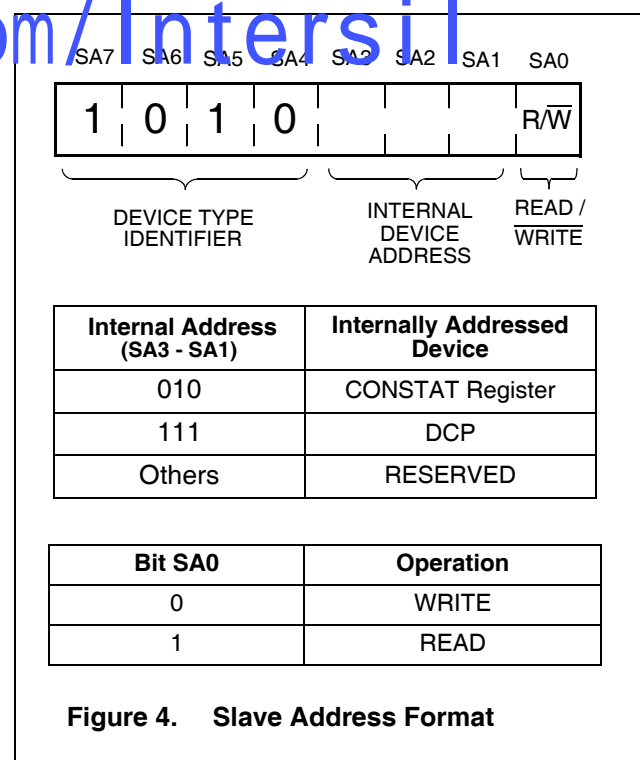 om/Intersil
SA7 SA6 SA5 SA4 SA3 SA2 SA1 SA0
1 0 1 0 R/W̅
DEVICE TYPE IDENTIFIER
INTERNAL DEVICE ADDRESS
READ / W̅R̅I̅T̅E̅
Internal Address (SA3 - SA1) Internally Addressed Device
010 CONSTAT Register
111 DCP
Others RESERVED
Bit SA0 Operation
0 WRITE
1 READ
Figure 4. Slave Address Format